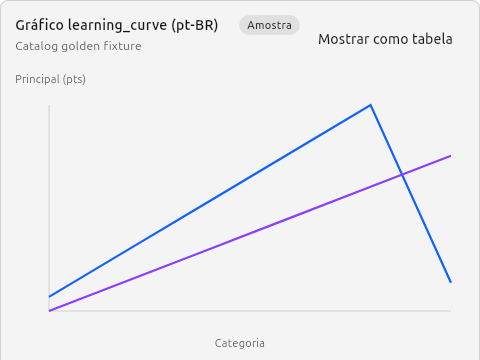 Gráfico learning_curve (pt-BR)
Amostra
Catalog golden fixture
Mostrar como tabela
Principal (pts)
Categoria